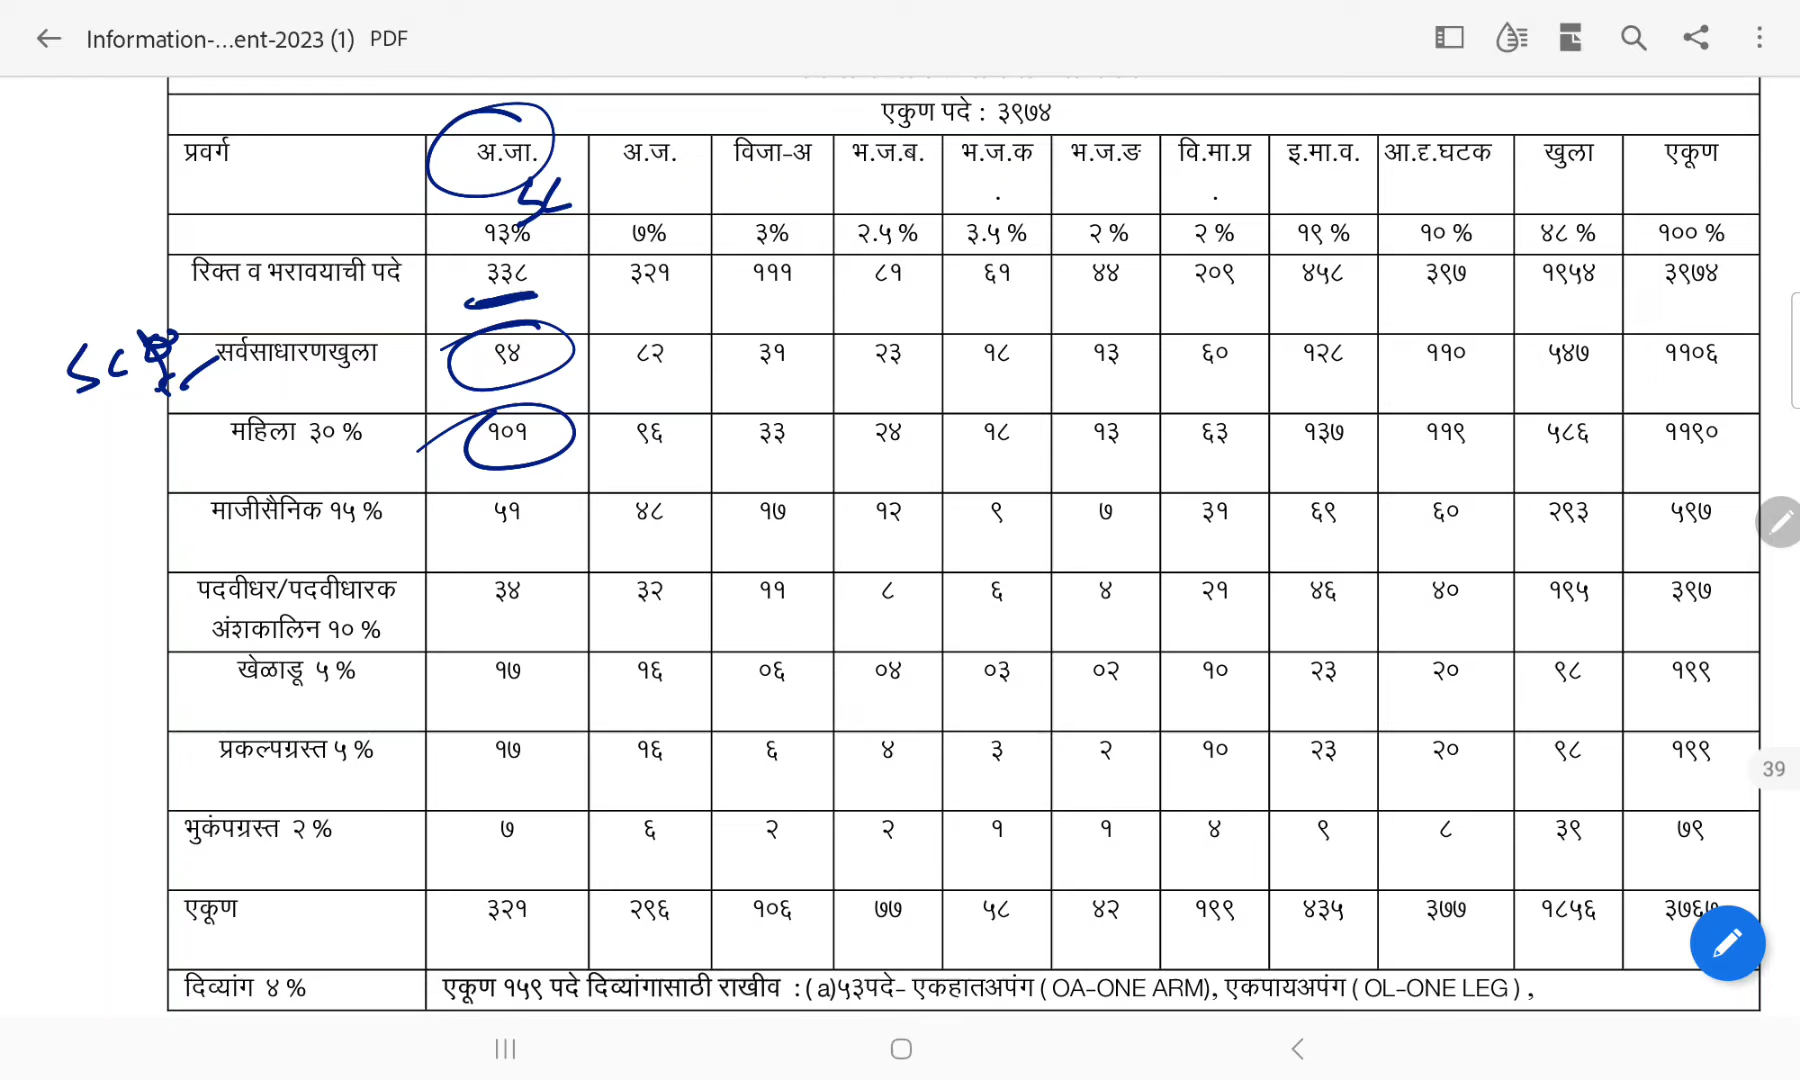 Information-...ent-2023 (1) PDF
एकुण पदे : ३९७४
प्रवर्ग अ.जा. अ.ज. विजा-अ भ.ज.ब. भ.ज.क. भ.ज.ङ वि.मा.प्र. इ.मा.व. आ.दृ.घटक खुला एकूण
१३% ७% ३% २.५ % ३.५ % २ % २ % १९ % १० % ४८ % १०० %
रिक्त व भरावयाची पदे ३३८ ३२१ १११ ८१ ६१ ४४ २०९ ४५८ ३९७ १९५४ ३९७४
सर्वसाधारणखुला ९४ ८२ ३१ २३ १८ १३ ६० १२८ ११० ५४७ ११०६
महिला ३० % १०१ ९६ ३३ २४ १८ १३ ६३ १३७ ११९ ५८६ ११९०
माजीसैनिक १५ % ५१ ४८ १७ १२ ९ ७ ३१ ६९ ६० २९३ ५९७
पदवीधर/पदवीधारक ३४ ३२ ११ ८ ६ ४ २१ ४६ ४० १९५ ३९७
अंशकालिन १० %
खेळाडू ५ % १७ १६ ०६ ०४ ०३ ०२ १० २३ २० ९८ १९९
प्रकल्पग्रस्त ५ % १७ १६ ६ ४ ३ २ १० २३ २० ९८ १९९
39
भुकंपग्रस्त २ % ७ ६ २ २ १ १ ४ ९ ८ ३९ ७९
एकूण ३२१ २९६ १०६ ७७ ५८ ४२ १९९ ४३५ ३७७ १८५६ ३७६७
दिव्यांग ४ % एकूण १५९ पदे दिव्यांगासाठी राखीव : ( a)५३पदे- एकहातअपंग ( OA-ONE ARM), एकपायअपंग ( OL-ONE LEG ) ,